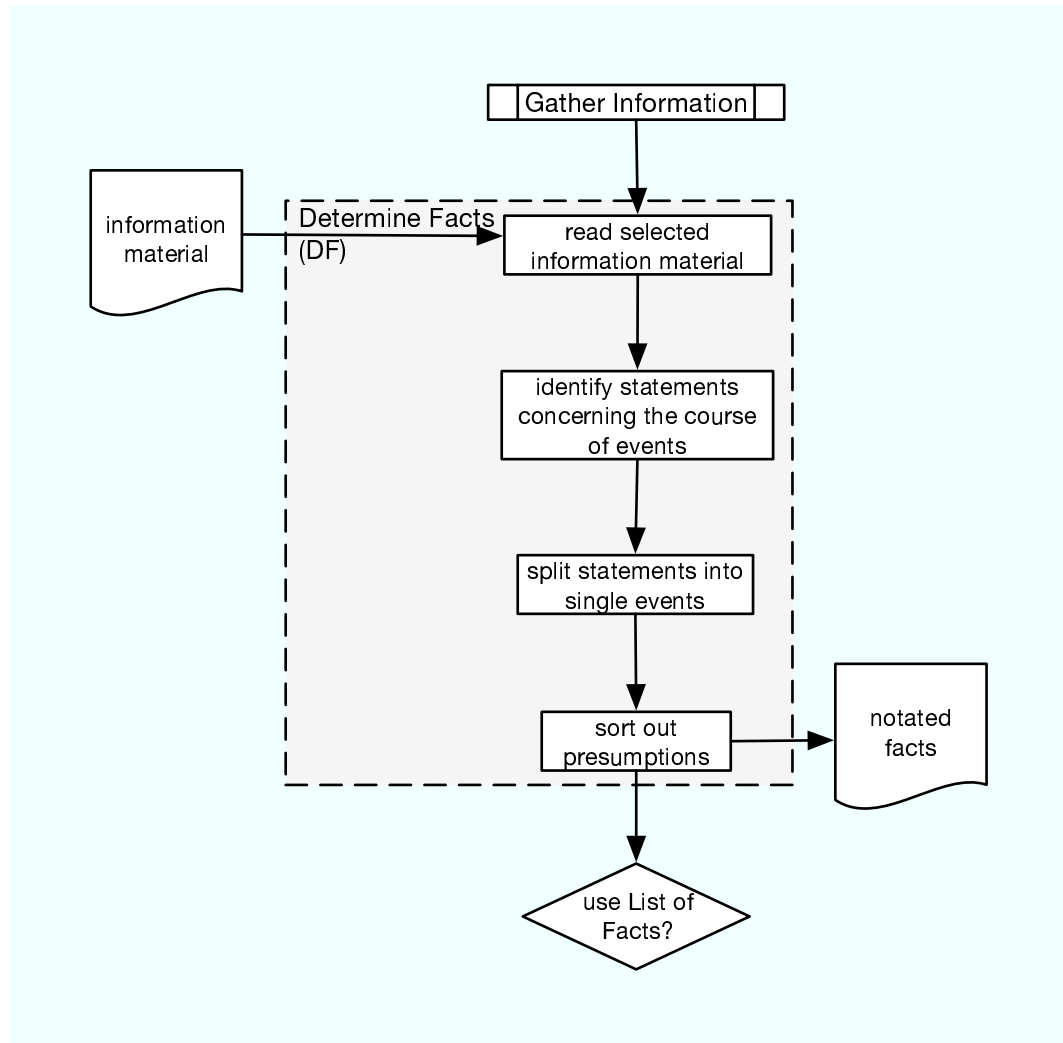 Gather Information
information
material
Determine Facts
(DF)
read selected
information material
identify statements
concerning the course
of events
split statements into
single events
sort out
presumptions
notated
facts
use List of
Facts?